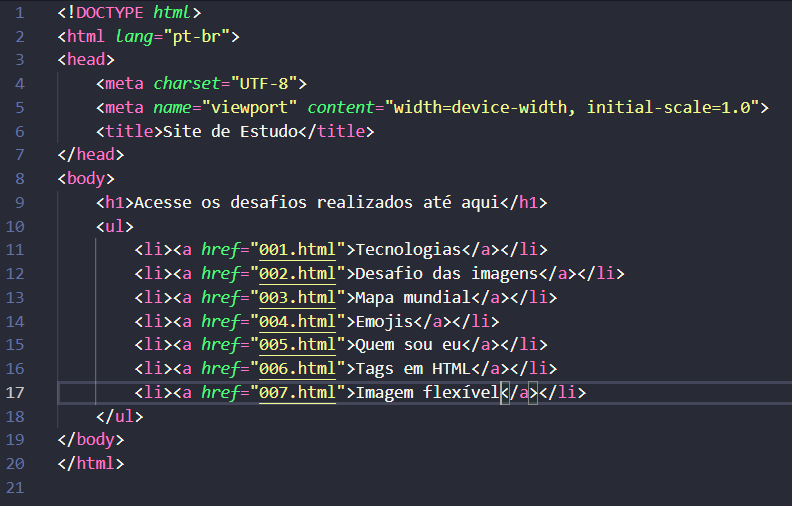 1 <!DOCTYPE html>
2 <html lang="pt-br">
3 <head>
4     <meta charset="UTF-8">
5     <meta name="viewport" content="width=device-width, initial-scale=1.0">
6     <title>Site de Estudo</title>
7 </head>
8 <body>
9     <h1>Acesse os desafios realizados até aqui</h1>
10     <ul>
11         <li><a href="001.html">Tecnologias</a></li>
12         <li><a href="002.html">Desafio das imagens</a></li>
13         <li><a href="003.html">Mapa mundial</a></li>
14         <li><a href="004.html">Emojis</a></li>
15         <li><a href="005.html">Quem sou eu</a></li>
16         <li><a href="006.html">Tags em HTML</a></li>
17         <li><a href="007.html">Imagem flexível</a></li>
18     </ul>
19 </body>
20 </html>
21